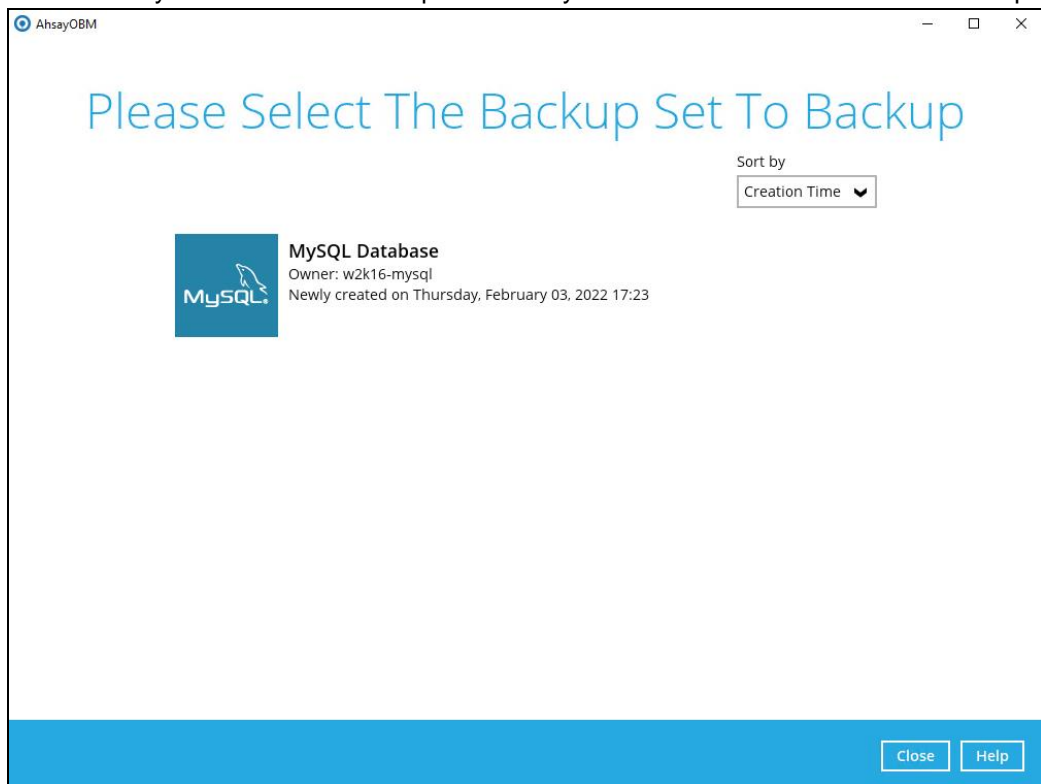 AhsayOBM
Please Select The Backup Set To Backup
Sort by
Creation Time
MySQL®
MySQL Database
Owner: w2k16-mysql
Newly created on Thursday, February 03, 2022 17:23
Close
Help